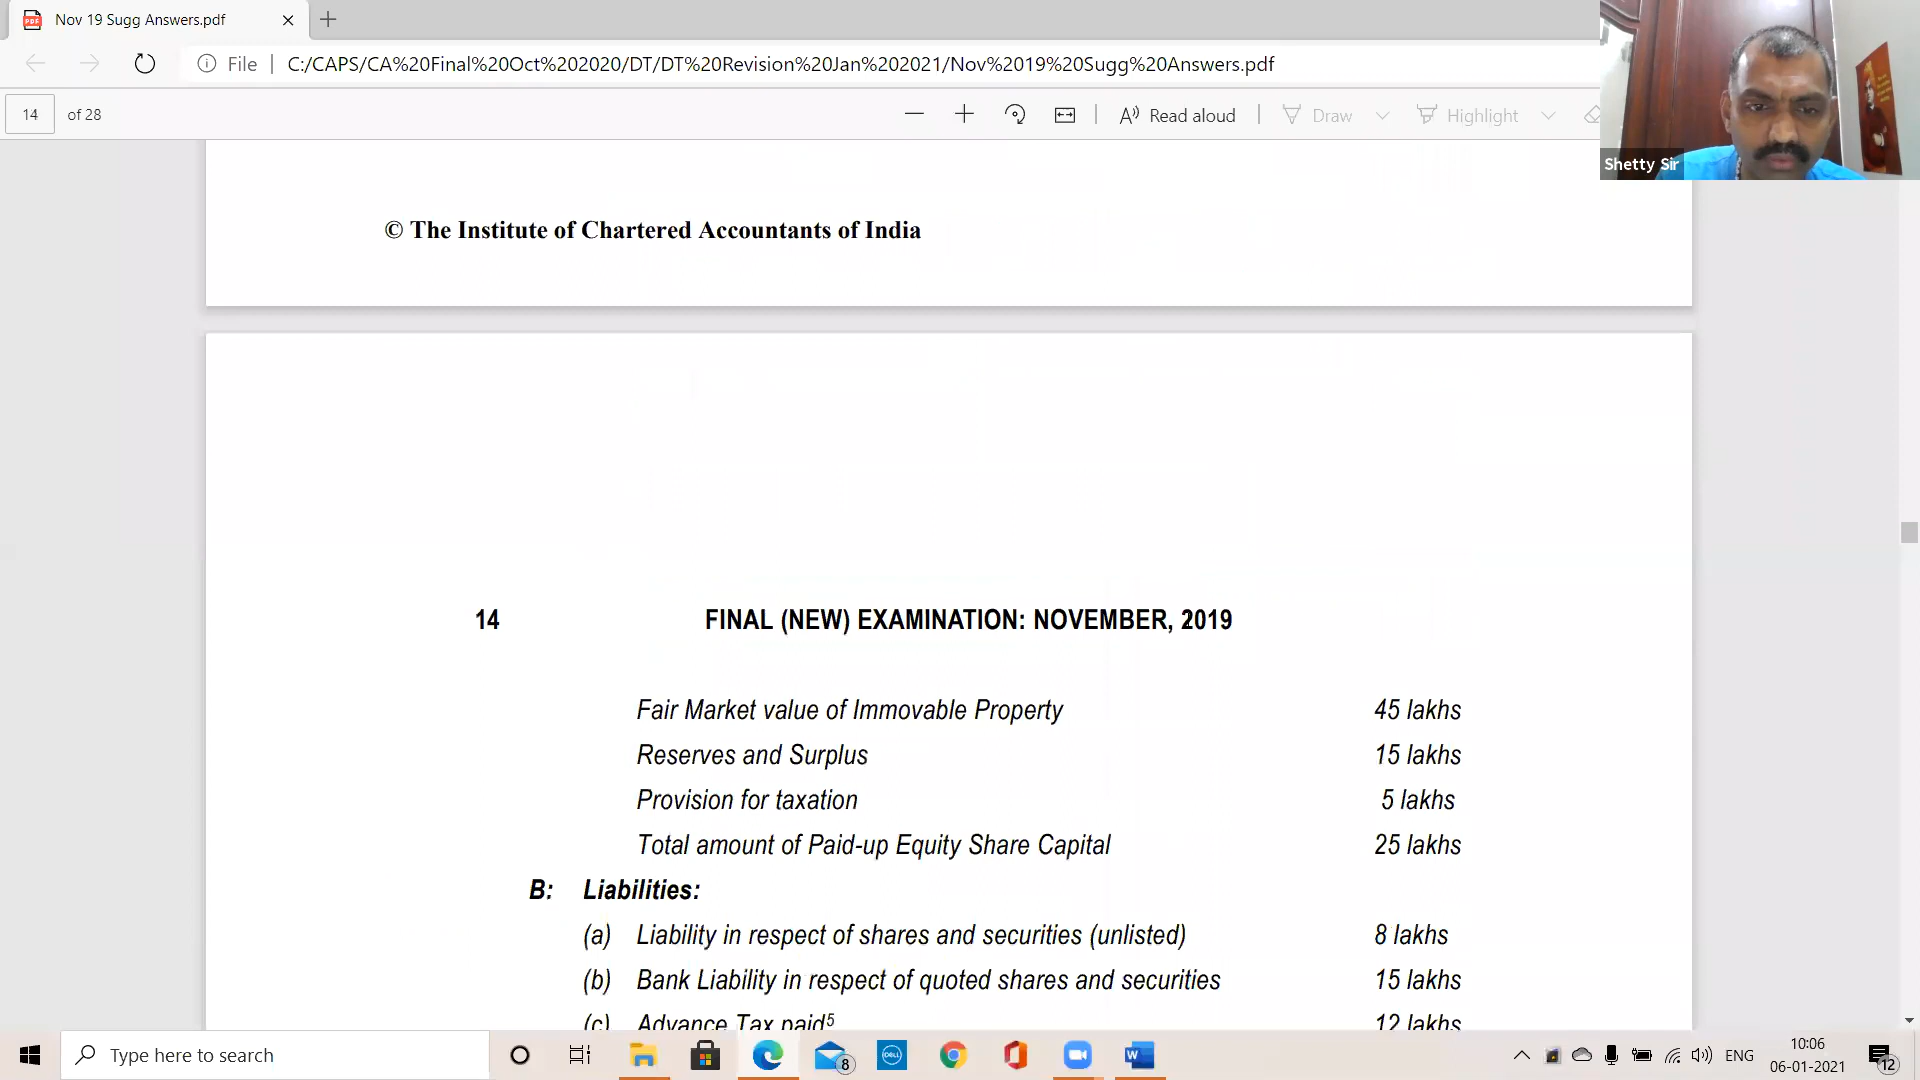 Nov 19 Sugg Answers.pdf
File | C:/CAPS/CA%20Final%20Oct%202020/DT/DT%20Revision%20Jan%202021/Nov%2019%20Sugg%20Answers.pdf
14 of 28
Read aloud
Draw
Highlight
Shetty Sir
© The Institute of Chartered Accountants of India
14 FINAL (NEW) EXAMINATION: NOVEMBER, 2019
Fair Market value of Immovable Property 45 lakhs
Reserves and Surplus 15 lakhs
Provision for taxation 5 lakhs
Total amount of Paid-up Equity Share Capital 25 lakhs
B: Liabilities:
(a) Liability in respect of shares and securities (unlisted) 8 lakhs
(b) Bank Liability in respect of quoted shares and securities 15 lakhs
(c) Advance Tax paid5 12 lakhs
Type here to search
8
DELL
W
ENG
10:06
06-01-2021
12